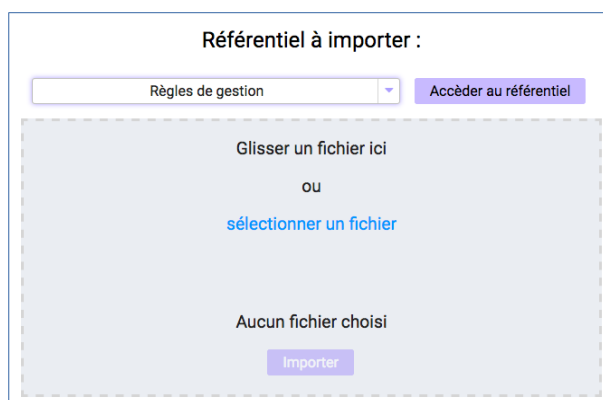 Référentiel à importer :
Règles de gestion
Accèder au référentiel
Glisser un fichier ici
ou
sélectionner un fichier
Aucun fichier choisi
Importer